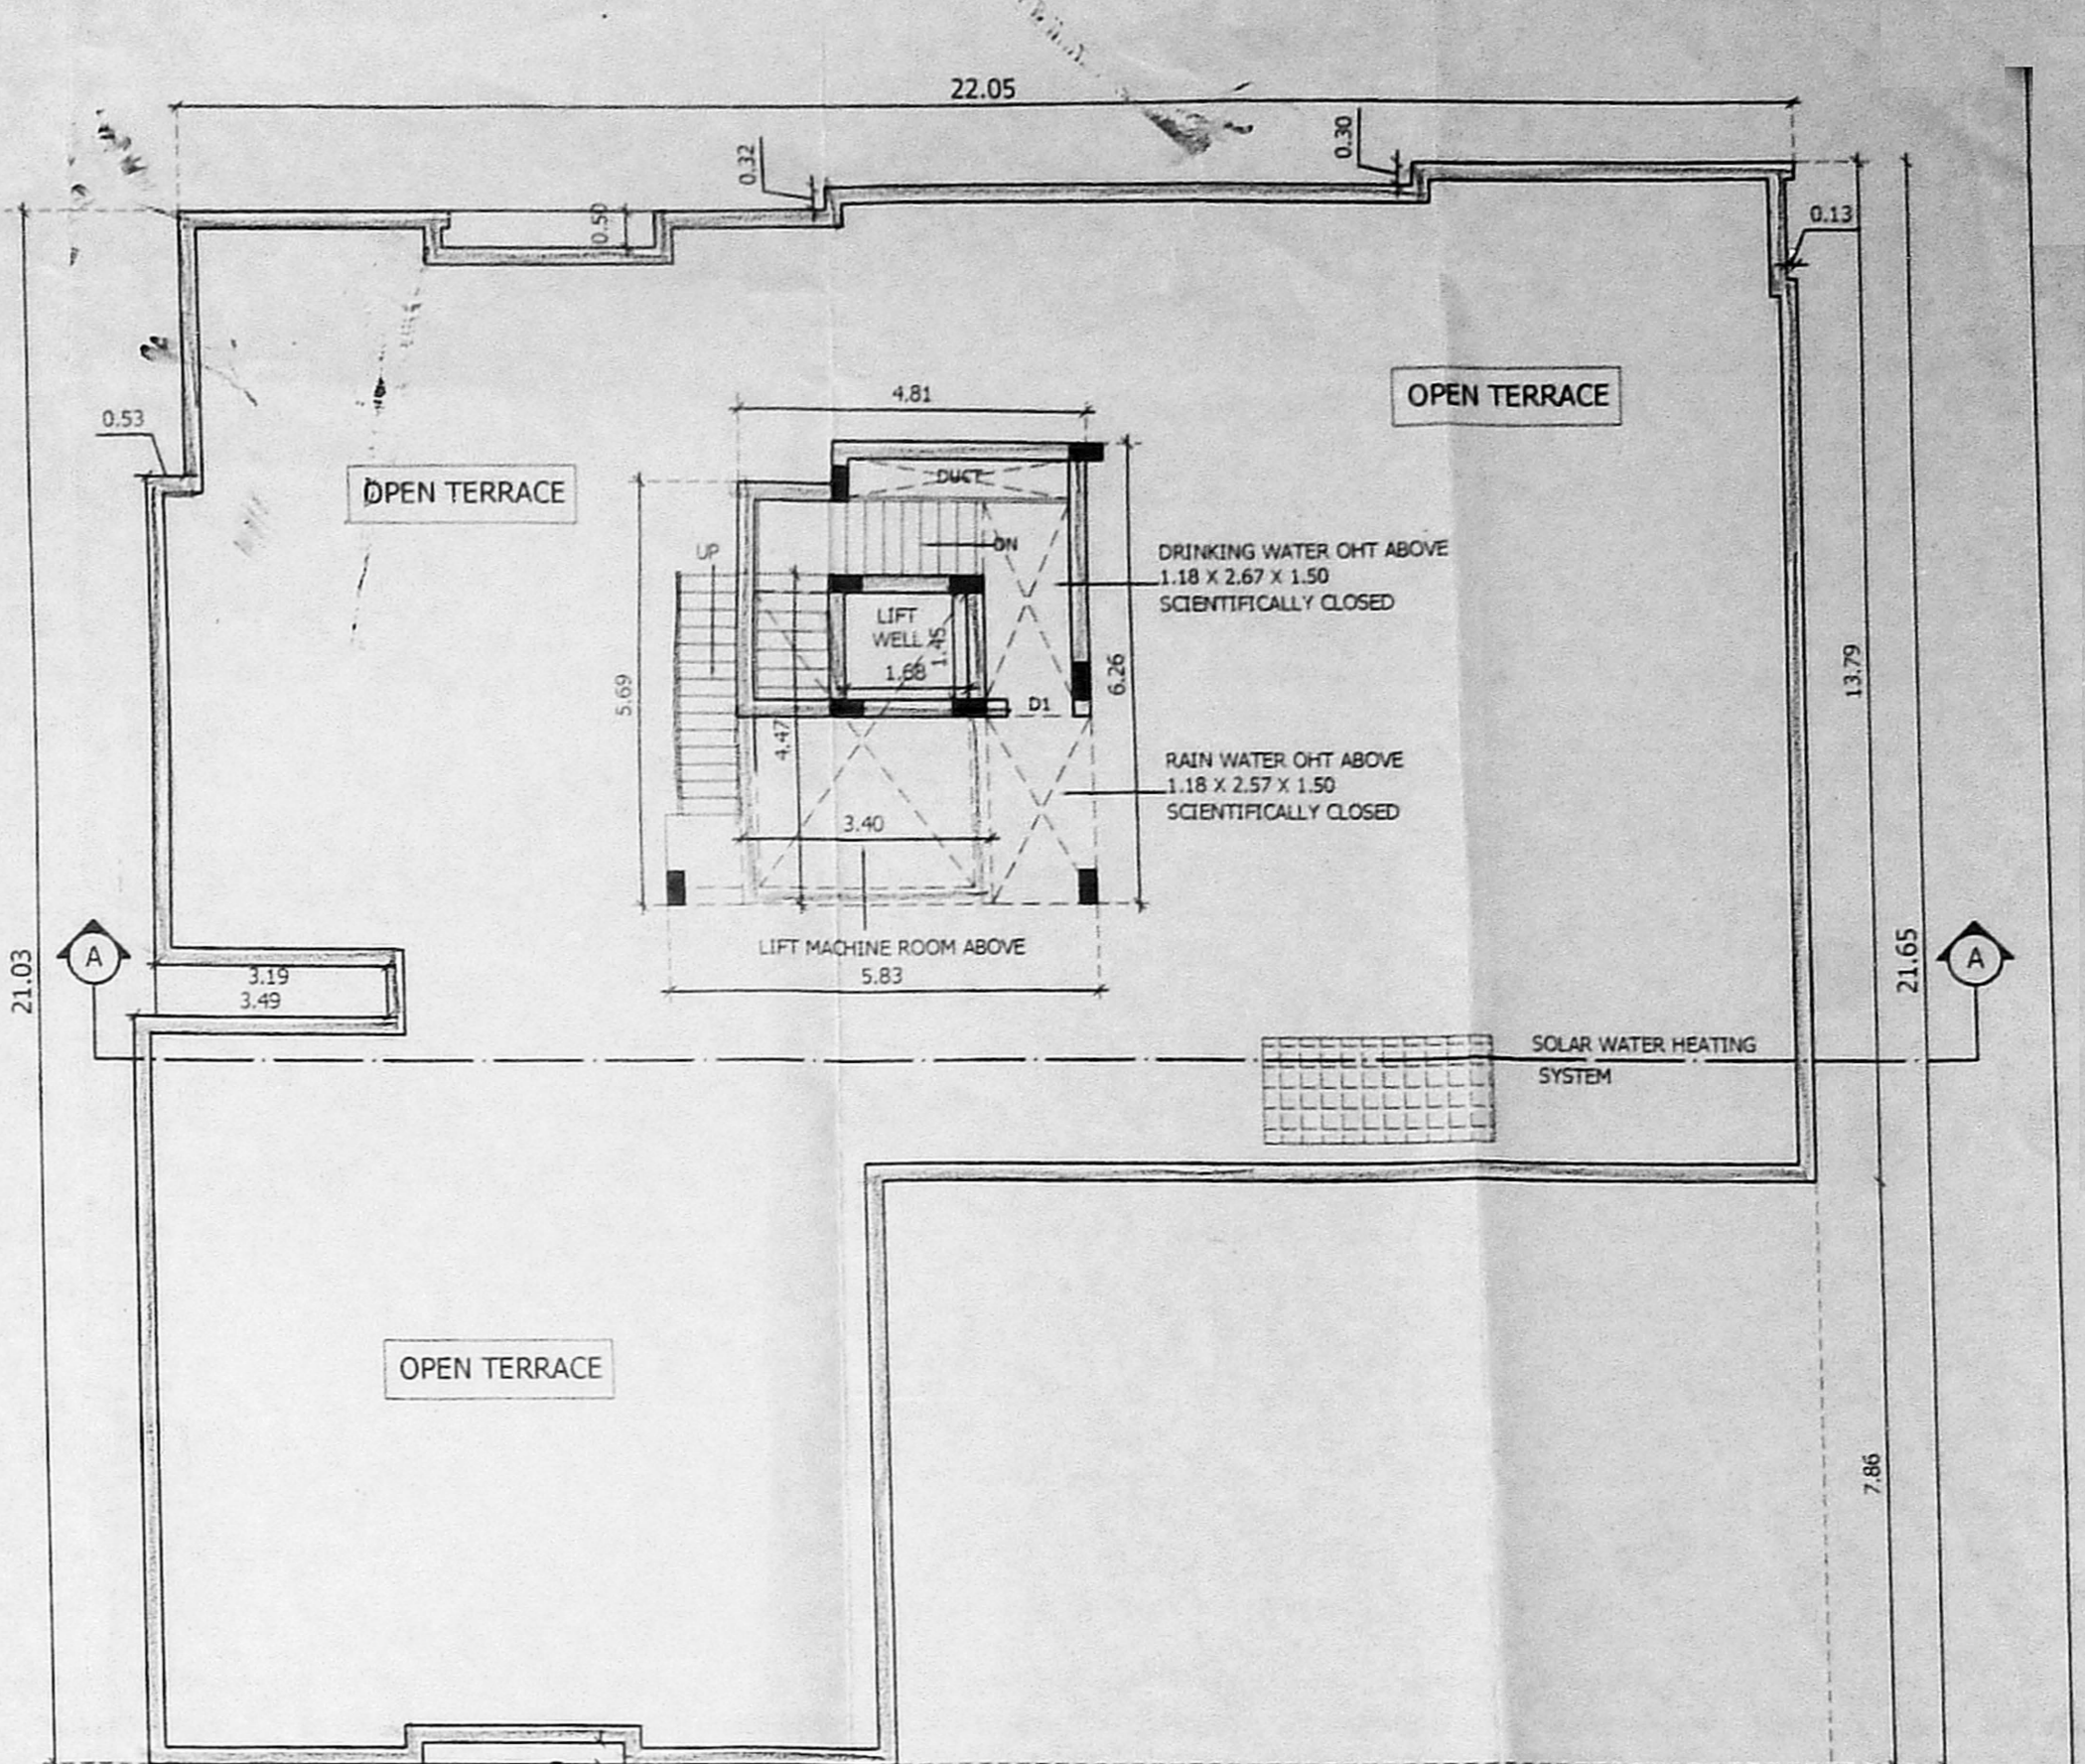 22.05
0.32
0.30
0.50
0.13
0.53
4.81
OPEN TERRACE
OPEN TERRACE
DUCT
UP
DN
DRINKING WATER OHT ABOVE
1.18 X 2.67 X 1.50
SCIENTIFICALLY CLOSED
LIFT
WELL
1.45
1.68
5.69
6.26
13.79
D1
4.47
RAIN WATER OHT ABOVE
1.18 X 2.57 X 1.50
SCIENTIFICALLY CLOSED
3.40
LIFT MACHINE ROOM ABOVE
5.83
A
3.19
3.49
21.03
21.65
A
SOLAR WATER HEATING
SYSTEM
OPEN TERRACE
7.86